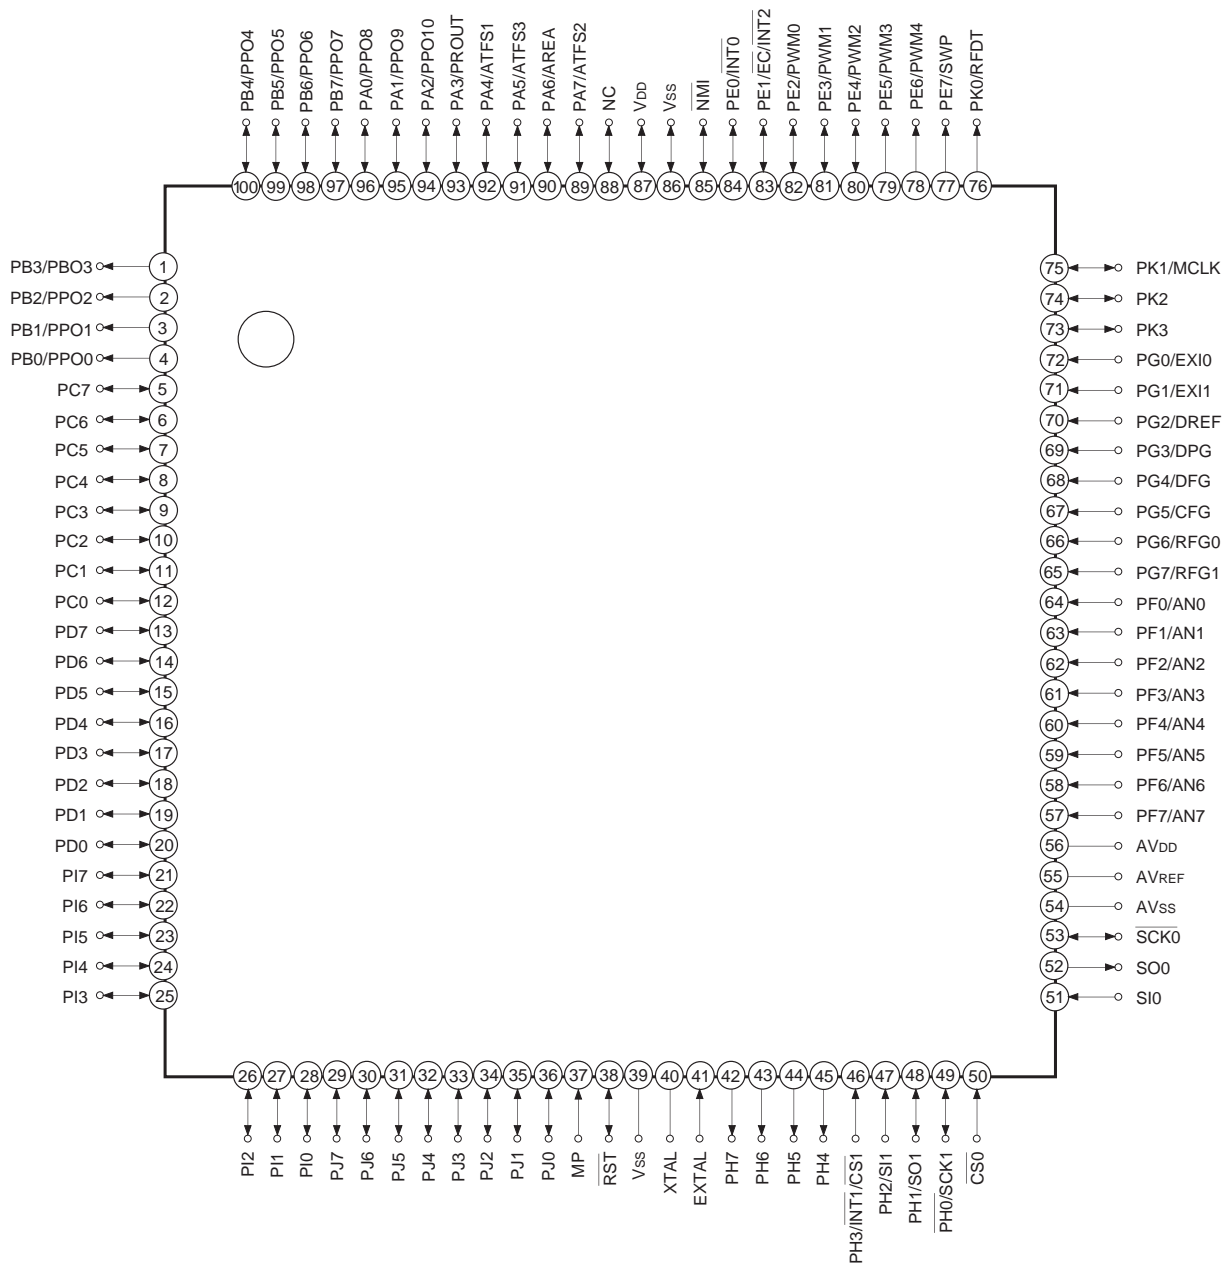 PB4/PPO4
PB5/PPO5
PB6/PPO6
PB7/PPO7
PA0/PPO8
PA1/PPO9
PA2/PPO10
PA3/PROUT
PA4/ATFS1
PA5/ATFS3
PA6/AREA
PA7/ATFS2
NC
VDD
VSS
NMI
PE0/INT0
PE1/EC/INT2
PE2/PWM0
PE3/PWM1
PE4/PWM2
PE5/PWM3
PE6/PWM4
PE7/SWP
PK0/RFDT
100 99 98 97 96 95 94 93 92 91 90 89 88 87 86 85 84 83 82 81 80 79 78 77 76
PB3/PBO3 1 75 PK1/MCLK
PB2/PPO2 2 74 PK2
PB1/PPO1 3 73 PK3
PB0/PPO0 4 72 PG0/EXI0
PC7 5 71 PG1/EXI1
PC6 6 70 PG2/DREF
PC5 7 69 PG3/DPG
PC4 8 68 PG4/DFG
PC3 9 67 PG5/CFG
PC2 10 66 PG6/RFG0
PC1 11 65 PG7/RFG1
PC0 12 64 PF0/AN0
PD7 13 63 PF1/AN1
PD6 14 62 PF2/AN2
PD5 15 61 PF3/AN3
PD4 16 60 PF4/AN4
PD3 17 59 PF5/AN5
PD2 18 58 PF6/AN6
PD1 19 57 PF7/AN7
PD0 20 56 AVDD
PI7 21 55 AVREF
PI6 22 54 AVSS
PI5 23 53 SCK0
PI4 24 52 SO0
PI3 25 51 SI0
26 27 28 29 30 31 32 33 34 35 36 37 38 39 40 41 42 43 44 45 46 47 48 49 50
PI2
PI1
PI0
PJ7
PJ6
PJ5
PJ4
PJ3
PJ2
PJ1
PJ0
MP
RST
VSS
XTAL
EXTAL
PH7
PH6
PH5
PH4
PH3/INT1/CS1
PH2/SI1
PH1/SO1
PH0/SCK1
CS0